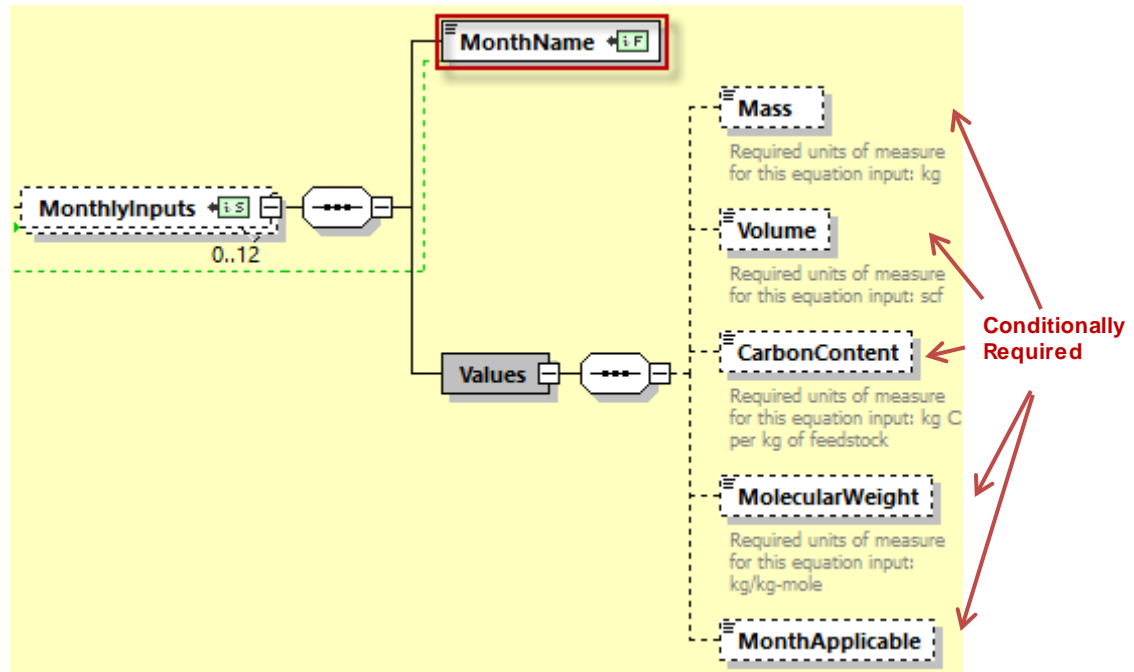 MonthName
i F
Mass
Required units of measure
for this equation input: kg
MonthlyInputs
i S
0..12
Volume
Required units of measure
for this equation input: scf
Conditionally
Required
CarbonContent
Required units of measure
for this equation input: kg C
per kg of feedstock
Values
MolecularWeight
Required units of measure
for this equation input:
kg/kg-mole
MonthApplicable